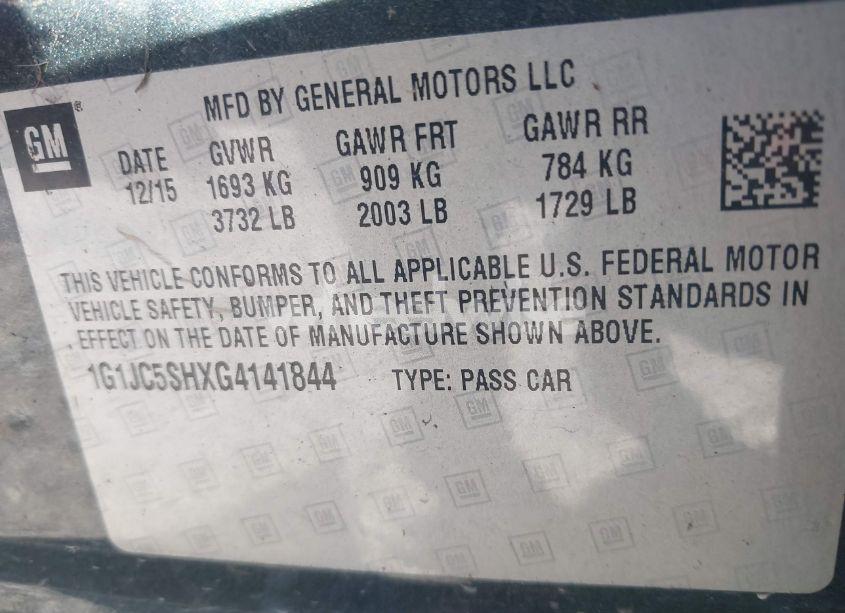 MFD BY GENERAL MOTORS LLC
GM
DATE GVWR GAWR FRT GAWR RR
12/15 1693 KG 909 KG 784 KG
3732 LB 2003 LB 1729 LB
THIS VEHICLE CONFORMS TO ALL APPLICABLE U.S. FEDERAL MOTOR
VEHICLE SAFETY, BUMPER, AND THEFT PREVENTION STANDARDS IN
EFFECT ON THE DATE OF MANUFACTURE SHOWN ABOVE.
1G1JC5SHXG4141844 TYPE: PASS CAR